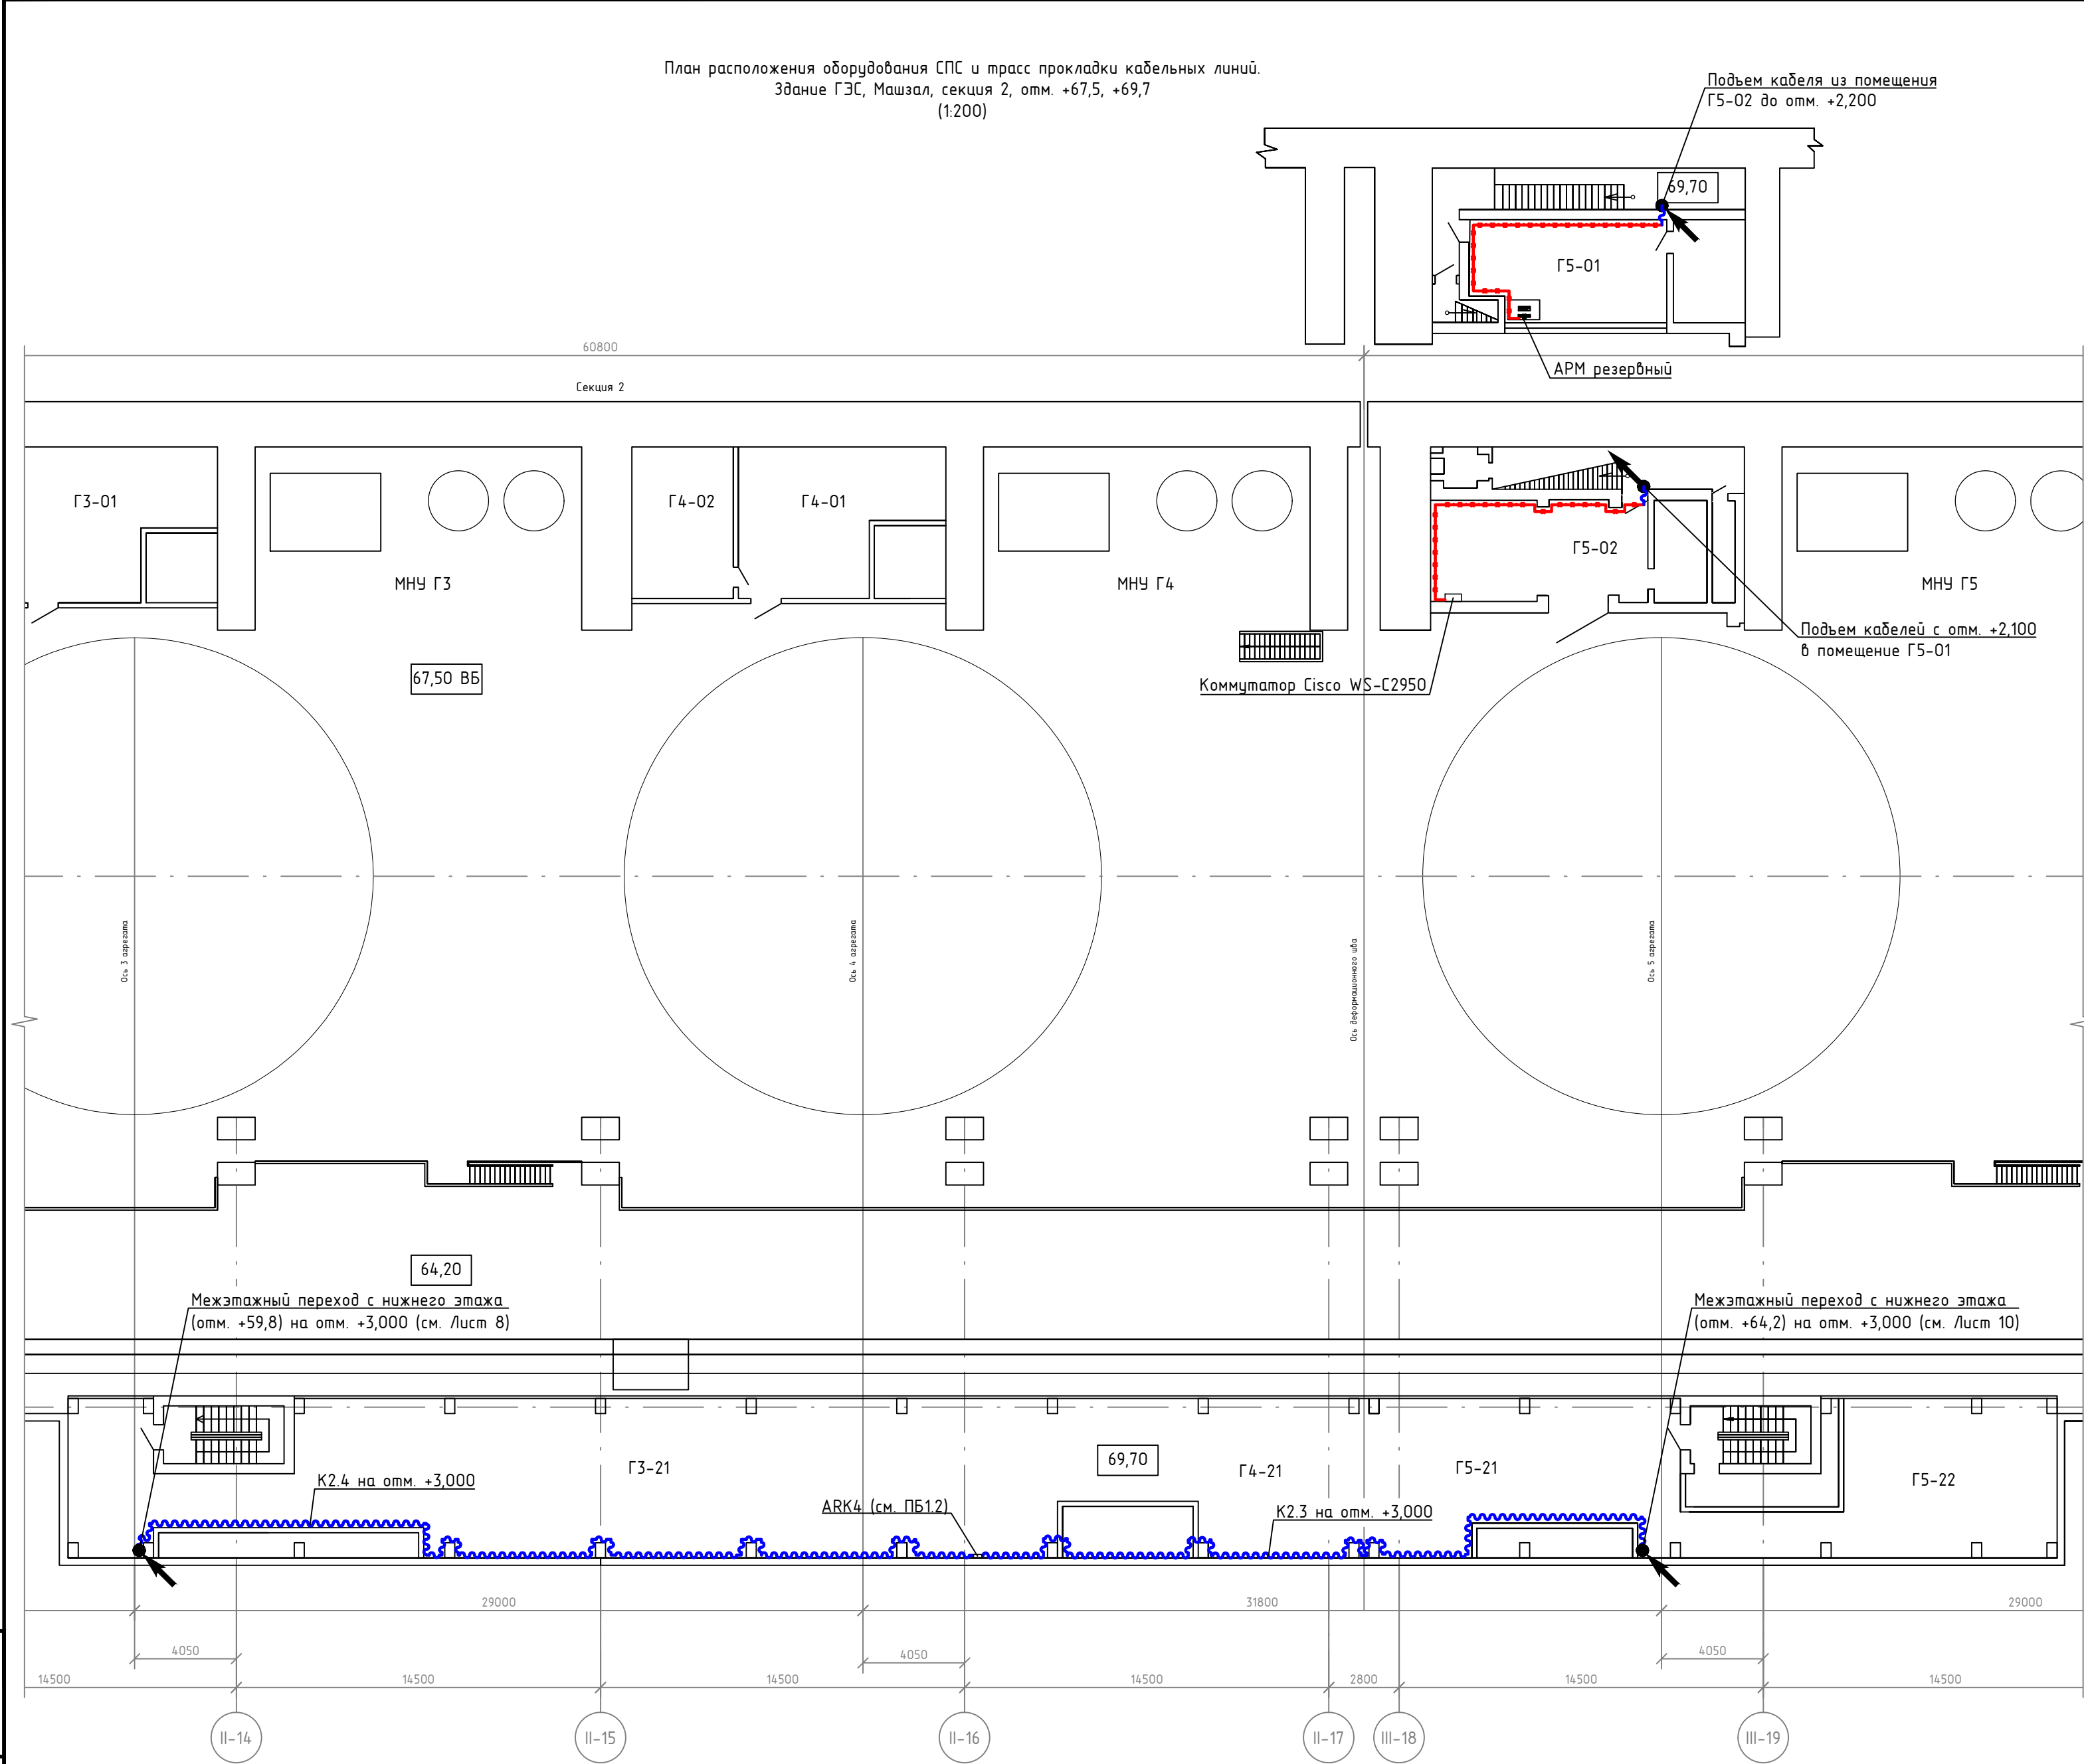 План расположения оборудования СПС и трасс прокладки кабельных линий.
Здание ГЭС, Машзал, секция 2, отм. +67,5, +69,7
(1:200)
Подъем кабеля из помещения
Г5-02 до отм. +2,200
69,70
Г5-01
АРМ резервный
60800
Секция 2
Г3-01
Г4-02
Г4-01
Г5-02
МНУ Г3
МНУ Г4
МНУ Г5
Подъем кабелей с отм. +2,100
в помещение Г5-01
67,50 ВБ
Коммутатор Cisco WS-C2950
Ось 3 агрегата
Ось 4 агрегата
Ось деформационного шва
Ось 5 агрегата
64,20
Межэтажный переход с нижнего этажа
(отм. +59,8) на отм. +3,000 (см. Лист 8)
Межэтажный переход с нижнего этажа
(отм. +64,2) на отм. +3,000 (см. Лист 10)
Г3-21
69,70
Г4-21
Г5-21
Г5-22
К2.4 на отм. +3,000
ARK4 (см. ПБ1.2)
К2.3 на отм. +3,000
29000
31800
29000
4050
4050
4050
14500
14500
14500
14500
2800
14500
14500
II-14
II-15
II-16
II-17
III-18
III-19